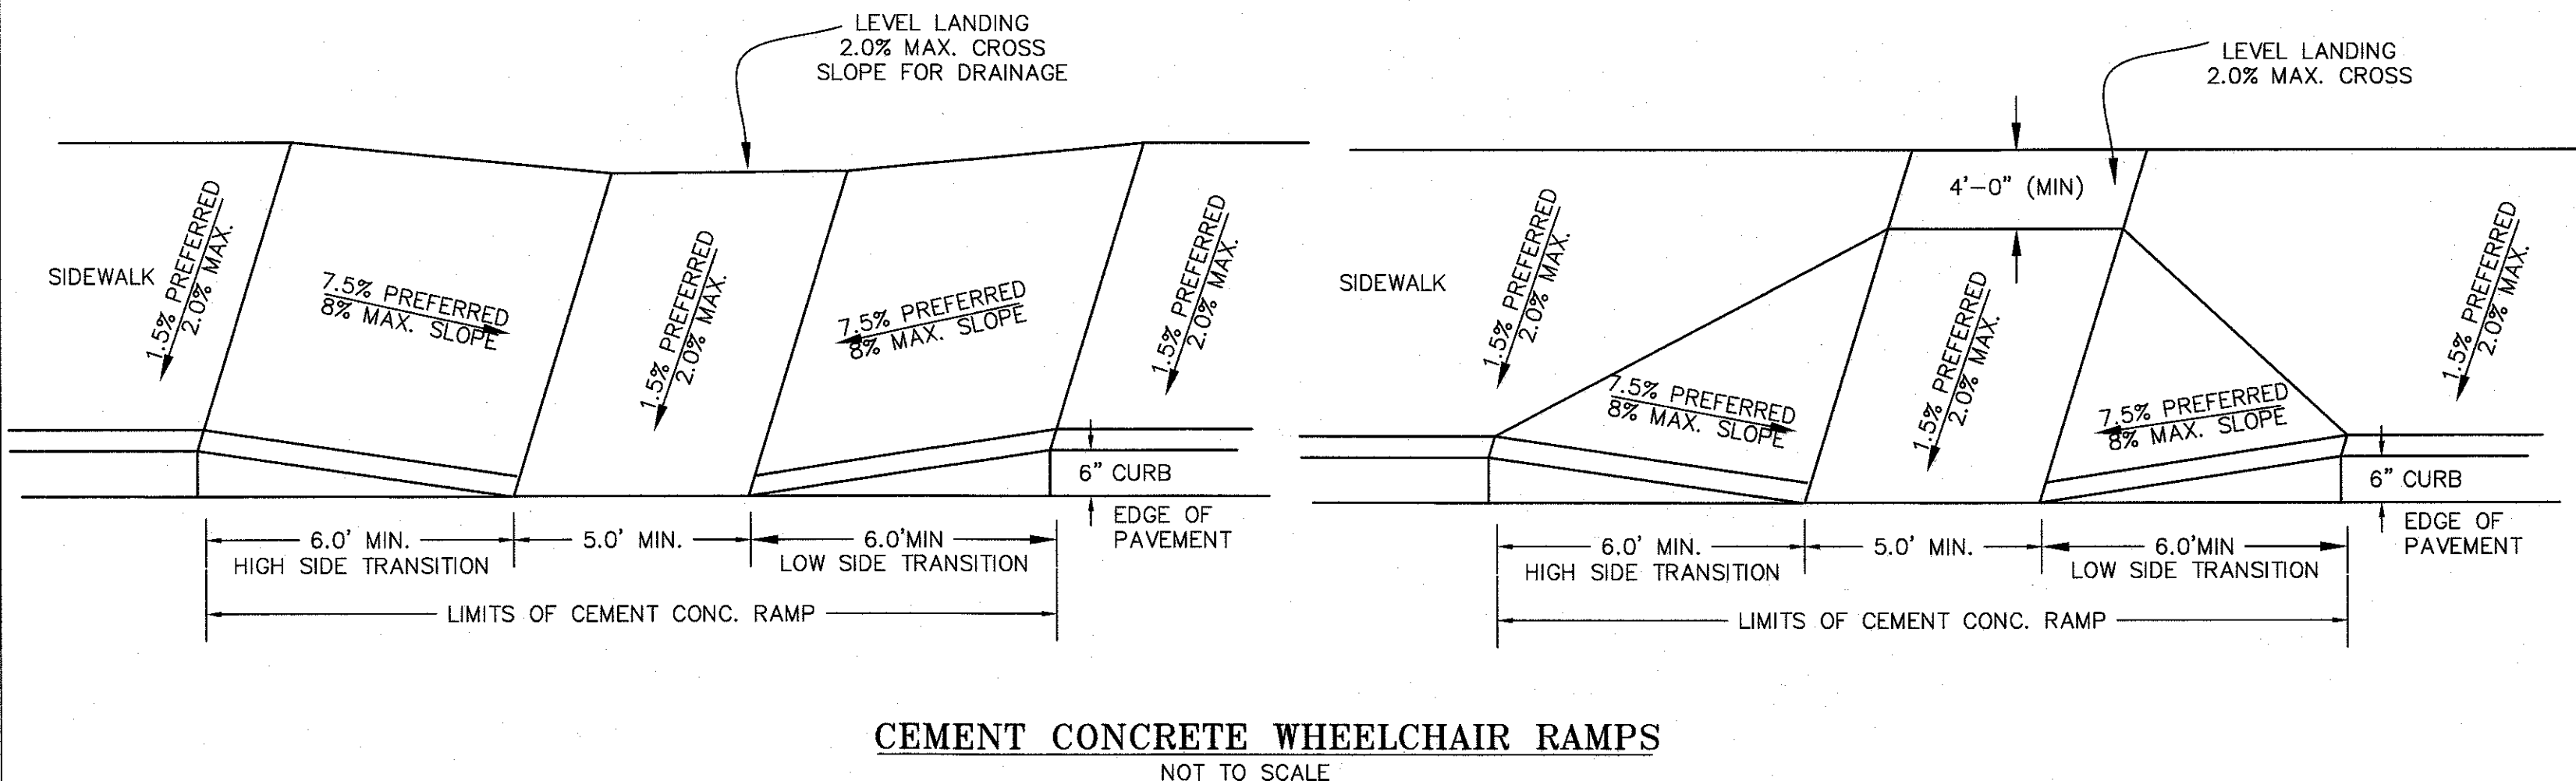 LEVEL LANDING
2.0% MAX. CROSS
SLOPE FOR DRAINAGE
SIDEWALK
1.5% PREFERRED
2.0% MAX.
7.5% PREFERRED
8% MAX. SLOPE
1.5% PREFERRED
2.0% MAX.
7.5% PREFERRED
8% MAX. SLOPE
1.5% PREFERRED
2.0% MAX.
6" CURB
EDGE OF
PAVEMENT
6.0' MIN.
HIGH SIDE TRANSITION
5.0' MIN.
6.0'MIN
LOW SIDE TRANSITION
LIMITS OF CEMENT CONC. RAMP
LEVEL LANDING
2.0% MAX. CROSS
4'-0" (MIN)
SIDEWALK
1.5% PREFERRED
2.0% MAX.
7.5% PREFERRED
8% MAX. SLOPE
1.5% PREFERRED
2.0% MAX.
7.5% PREFERRED
8% MAX. SLOPE
1.5% PREFERRED
2.0% MAX.
6" CURB
EDGE OF
PAVEMENT
6.0' MIN.
HIGH SIDE TRANSITION
5.0' MIN.
6.0'MIN
LOW SIDE TRANSITION
LIMITS OF CEMENT CONC. RAMP
CEMENT CONCRETE WHEELCHAIR RAMPS
NOT TO SCALE